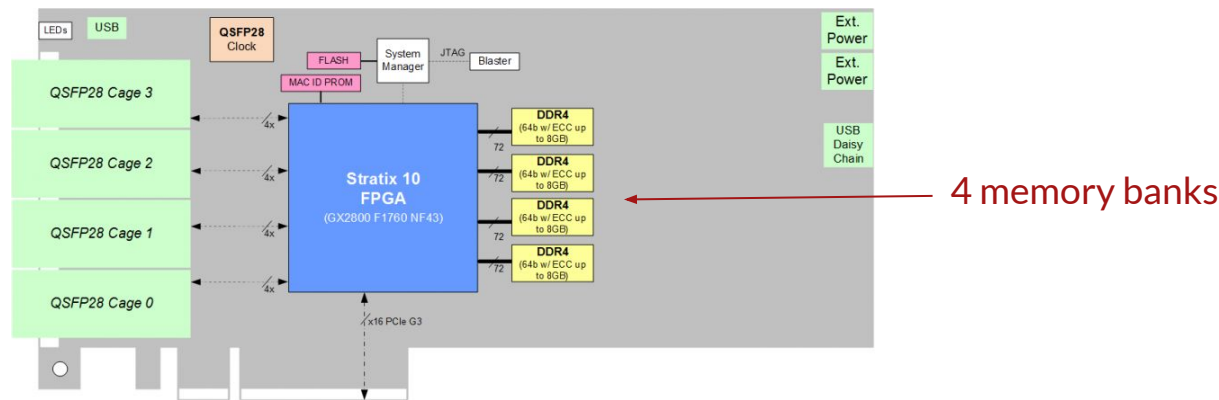 LEDs
USB
QSFP28
Clock
FLASH
MAC ID PROM
System
Manager
JTAG
Blaster
Ext.
Power
Ext.
Power
USB
Daisy
Chain
QSFP28 Cage 3
QSFP28 Cage 2
QSFP28 Cage 1
QSFP28 Cage 0
4x
4x
4x
4x
Stratix 10
FPGA
(GX2800 F1760 NF43)
72
72
72
72
DDR4
(64b w/ ECC up
to 8GB)
DDR4
(64b w/ ECC up
to 8GB)
DDR4
(64b w/ ECC up
to 8GB)
DDR4
(64b w/ ECC up
to 8GB)
4 memory banks
x16 PCIe G3